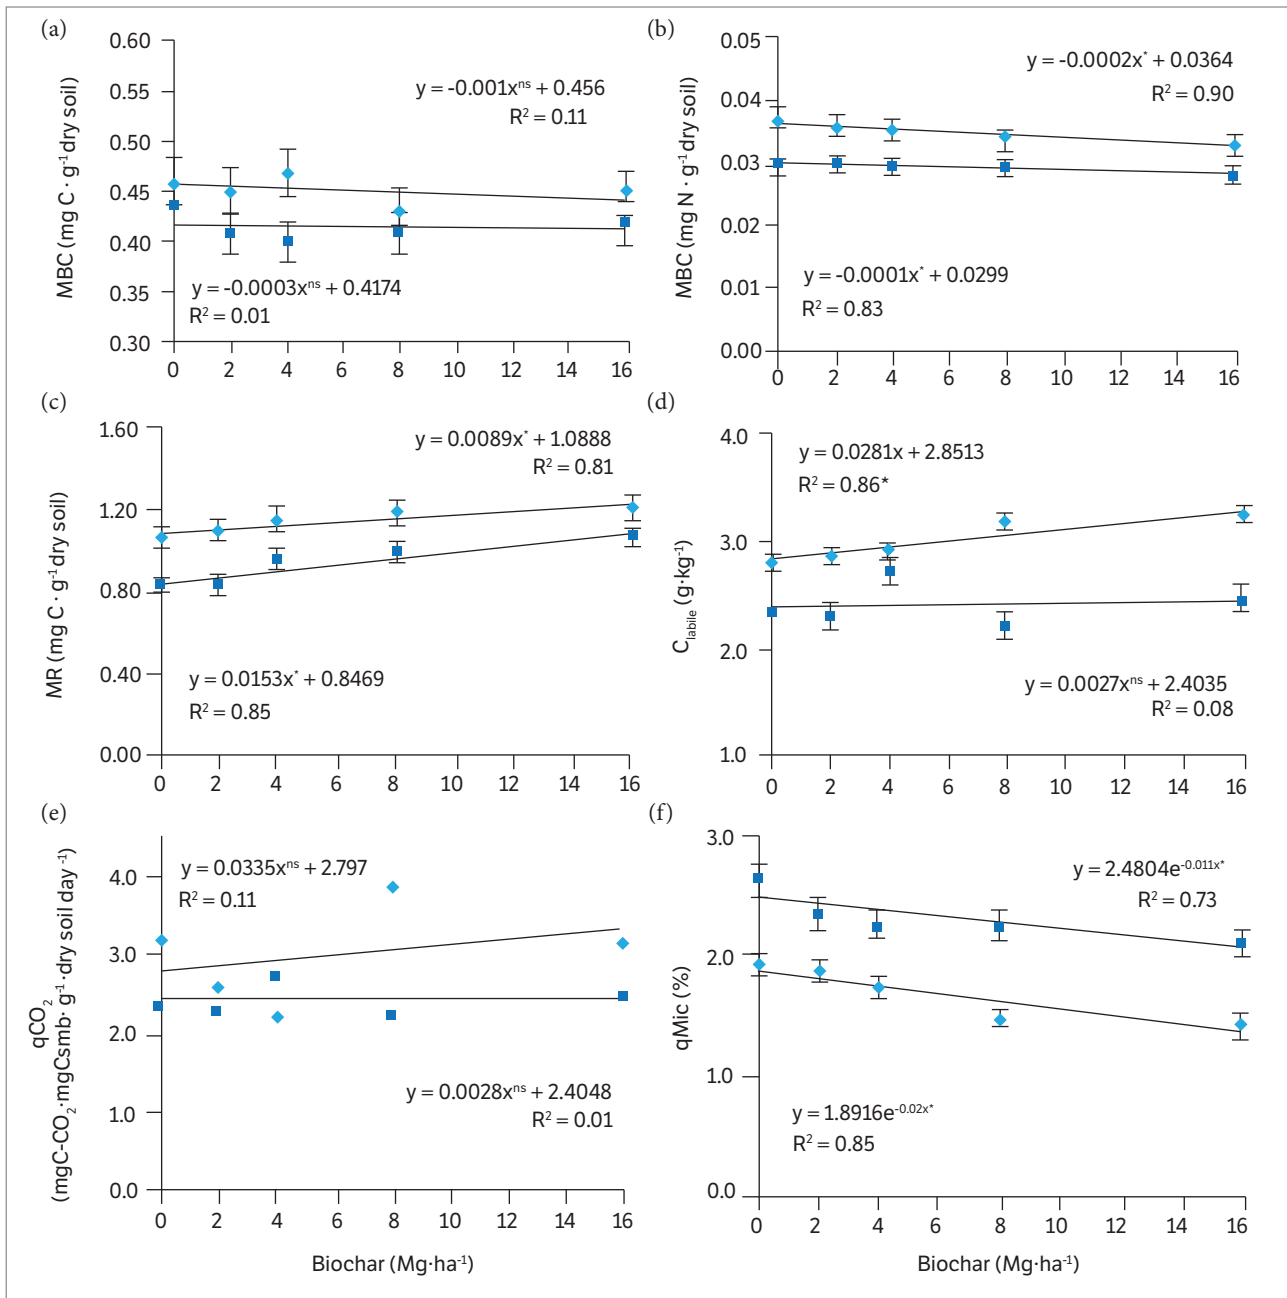 (a)
0.60
0.55
0.50
0.45
0.40
0.35
0.30
MBC (mg C · g⁻¹ dry soil)
y = -0.001xⁿˢ + 0.456
R² = 0.11
y = -0.0003xⁿˢ + 0.4174
R² = 0.01
0 2 4 6 8 10 12 14 16
(b)
0.05
0.04
0.03
0.02
0.01
0.00
MBC (mg N · g⁻¹ dry soil)
y = -0.0002x* + 0.0364
R² = 0.90
y = -0.0001x* + 0.0299
R² = 0.83
0 2 4 6 8 10 12 14 16
(c)
1.60
1.20
0.80
0.40
0.00
MR (mg C · g⁻¹ dry soil)
y = 0.0089x* + 1.0888
R² = 0.81
y = 0.0153x* + 0.8469
R² = 0.85
0 2 4 6 8 10 12 14 16
(d)
4.0
3.0
2.0
1.0
C labile (g·kg⁻¹)
y = 0.0281x + 2.8513
R² = 0.86*
y = 0.0027xⁿˢ + 2.4035
R² = 0.08
0 2 4 6 8 10 12 14 16
(e)
4.0
3.0
2.0
1.0
0.0
qCO₂
(mgC-CO₂·mgCsmb· g⁻¹·dry soil day⁻¹)
y = 0.0335xⁿˢ + 2.797
R² = 0.11
y = 0.0028xⁿˢ + 2.4048
R² = 0.01
0 2 4 6 8 10 12 14 16
Biochar (Mg·ha⁻¹)
(f)
3.0
2.0
1.0
0.0
qMic (%)
y = 2.4804e⁻⁰·⁰¹¹ˣ*
R² = 0.73
y = 1.8916e⁻⁰·⁰²ˣ*
R² = 0.85
0 2 4 6 8 10 12 14 16
Biochar (Mg·ha⁻¹)